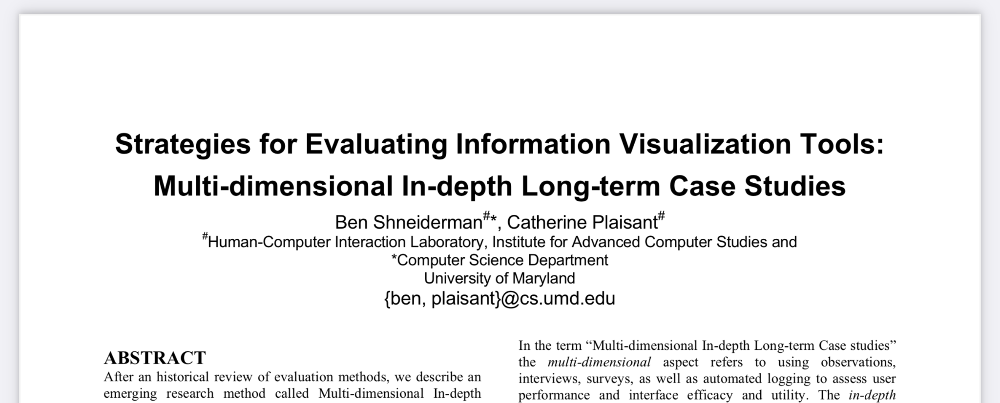 Strategies for Evaluating Information Visualization Tools:
Multi-dimensional In-depth Long-term Case Studies
Ben Shneiderman#*, Catherine Plaisant#
#Human-Computer Interaction Laboratory, Institute for Advanced Computer Studies and
*Computer Science Department
University of Maryland
{ben, plaisant}@cs.umd.edu
ABSTRACT
After an historical review of evaluation methods, we describe an
emerging research method called Multi-dimensional In-depth
In the term “Multi-dimensional In-depth Long-term Case studies”
the multi-dimensional aspect refers to using observations,
interviews, surveys, as well as automated logging to assess user
performance and interface efficacy and utility. The in-depth